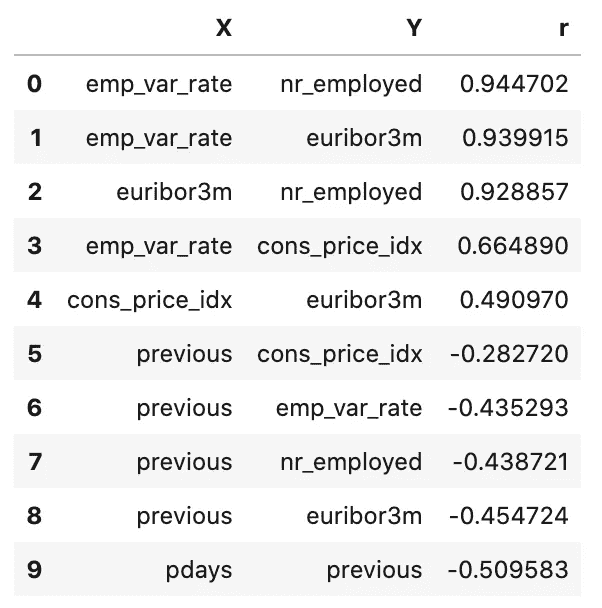 X Y r
0 emp_var_rate nr_employed 0.944702
1 emp_var_rate euribor3m 0.939915
2 euribor3m nr_employed 0.928857
3 emp_var_rate cons_price_idx 0.664890
4 cons_price_idx euribor3m 0.490970
5 previous cons_price_idx -0.282720
6 previous emp_var_rate -0.435293
7 previous nr_employed -0.438721
8 previous euribor3m -0.454724
9 pdays previous -0.509583